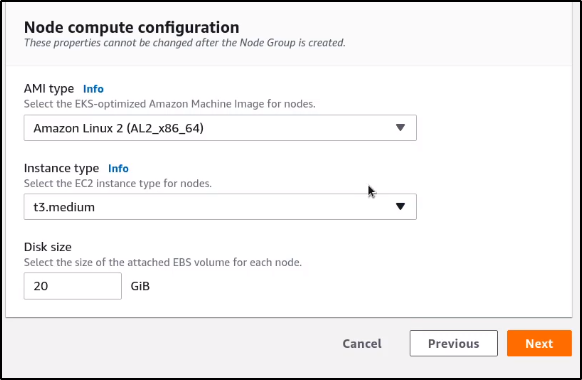 Node compute configuration
These properties cannot be changed after the Node Group is created.
AMI type Info
Select the EKS-optimized Amazon Machine Image for nodes.
Amazon Linux 2 (AL2_x86_64)
Instance type Info
Select the EC2 instance type for nodes.
t3.medium
Disk size
Select the size of the attached EBS volume for each node.
20 GiB
Cancel Previous Next